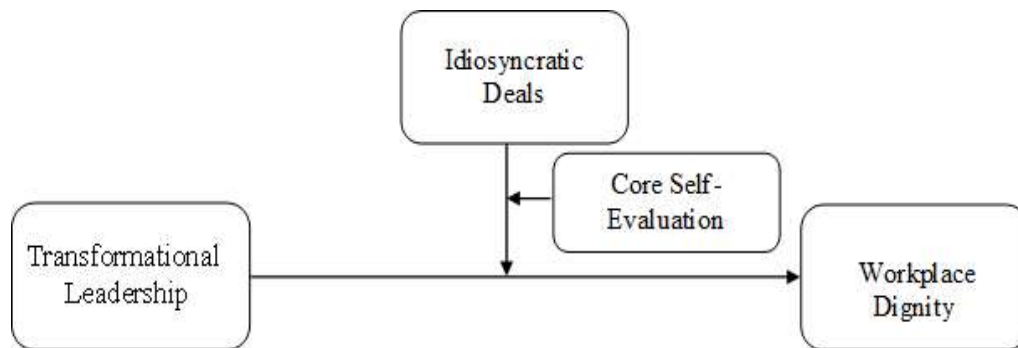 Idiosyncratic
Deals
Core Self-
Evaluation
Transformational
Leadership
Workplace
Dignity